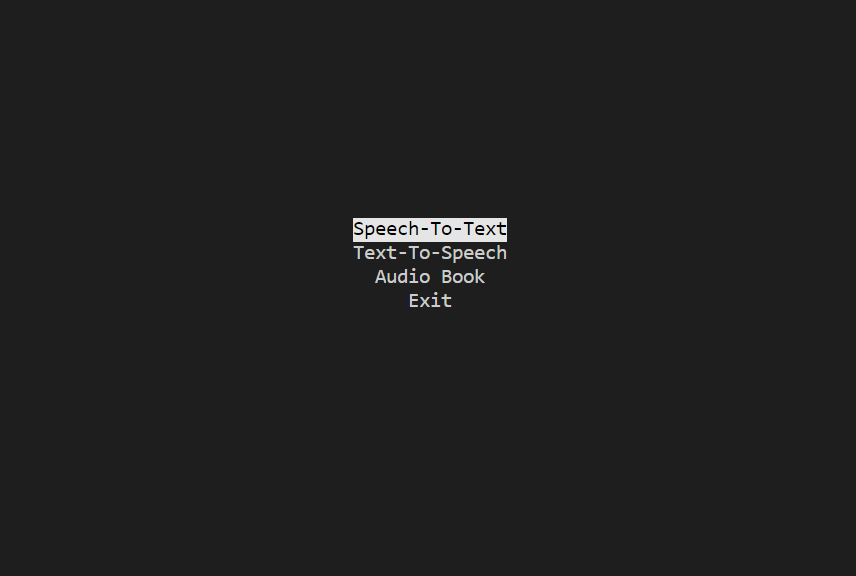 Speech-To-Text
Text-To-Speech
Audio Book
Exit